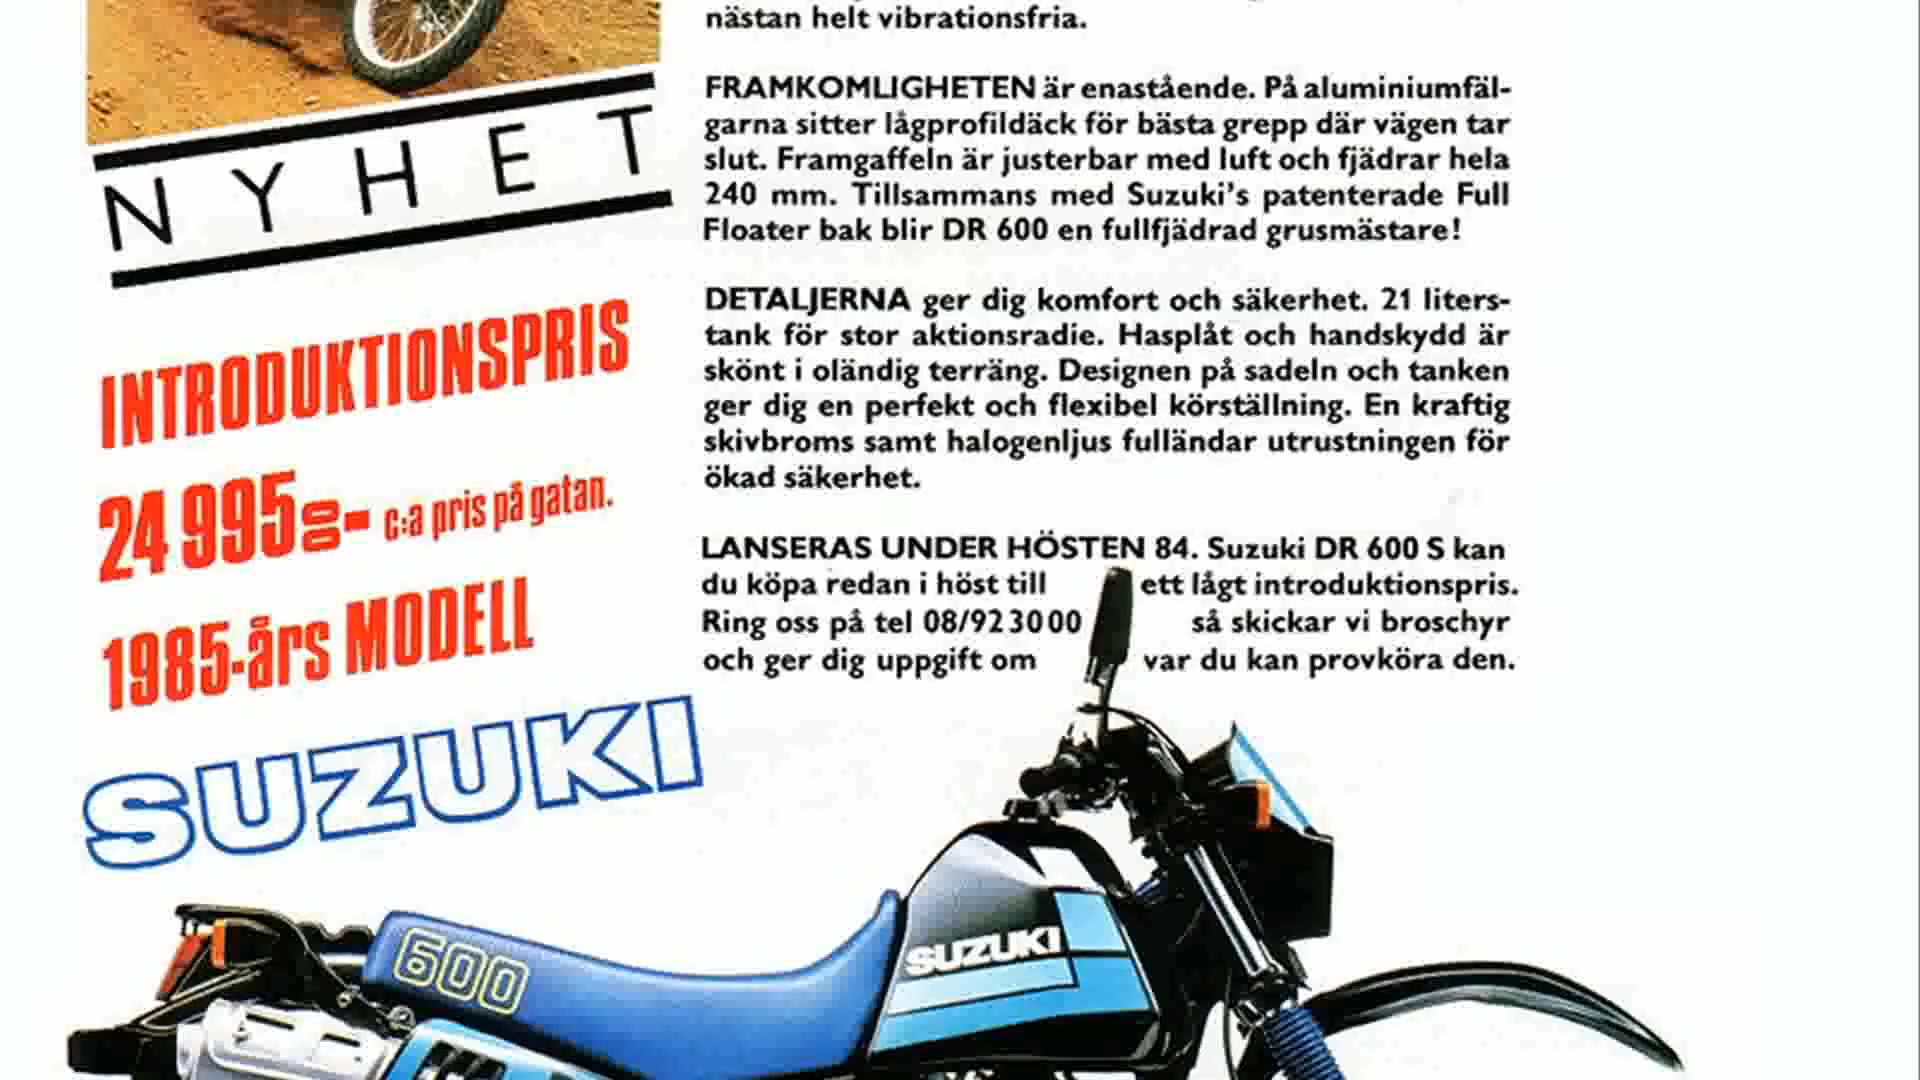 nästan helt vibrationsfria.
FRAMKOMLIGHETEN är enastående. På aluminiumfäl-
garna sitter lågprofildäck för bästa grepp där vägen tar
slut. Framgaffeln är justerbar med luft och fjädrar hela
240 mm. Tillsammans med Suzuki's patenterade Full
Floater bak blir DR 600 en fullfjädrad grusmästare!
DETALJERNA ger dig komfort och säkerhet. 21 liters-
tank för stor aktionsradie. Hasplåt och handskydd är
skönt i oländig terräng. Designen på sadeln och tanken
ger dig en perfekt och flexibel körställning. En kraftig
skivbroms samt halogenljus fulländar utrustningen för
ökad säkerhet.
LANSERAS UNDER HÖSTEN 84. Suzuki DR 600 S kan
du köpa redan i höst till ett lågt introduktionspris.
Ring oss på tel 08/92 30 00 så skickar vi broschyr
och ger dig uppgift om var du kan provköra den.
NYHET
INTRODUKTIONSPRIS
24 995 00- c:a pris på gatan.
1985-års MODELL
SUZUKI
600
SUZUKI